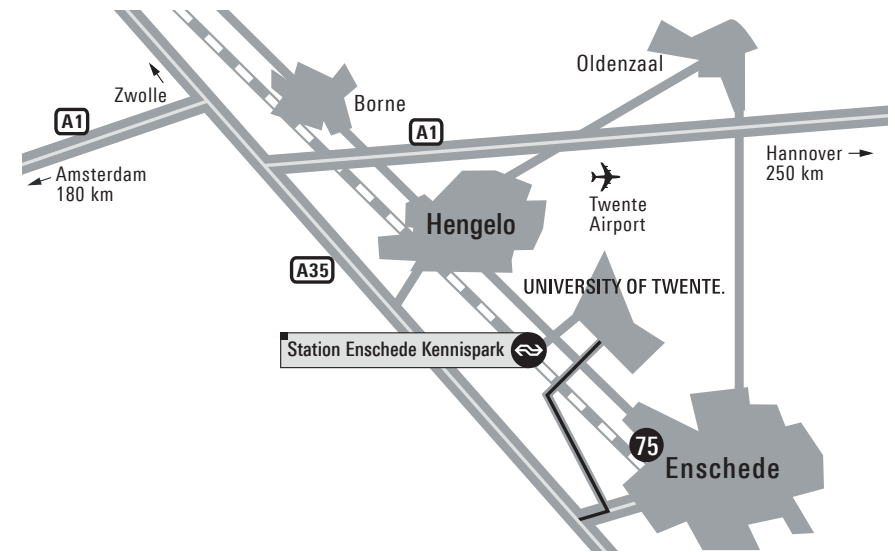 Oldenzaal
Zwolle
Borne
A1
A1
Amsterdam
180 km
Hannover
250 km
Twente
Airport
Hengelo
A35
UNIVERSITY OF TWENTE.
Station Enschede Kennispark
75
Enschede